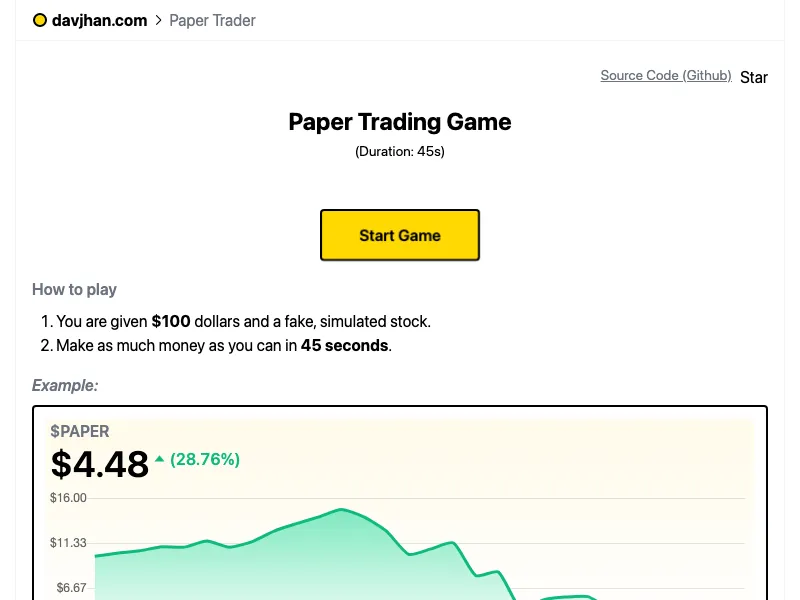 davjhan.com > Paper Trader
Source Code (Github) Star
Paper Trading Game
(Duration: 45s)
Start Game
How to play
1. You are given $100 dollars and a fake, simulated stock.
2. Make as much money as you can in 45 seconds.
Example:
$PAPER
$4.48 (28.76%)
$16.00
$11.33
$6.67